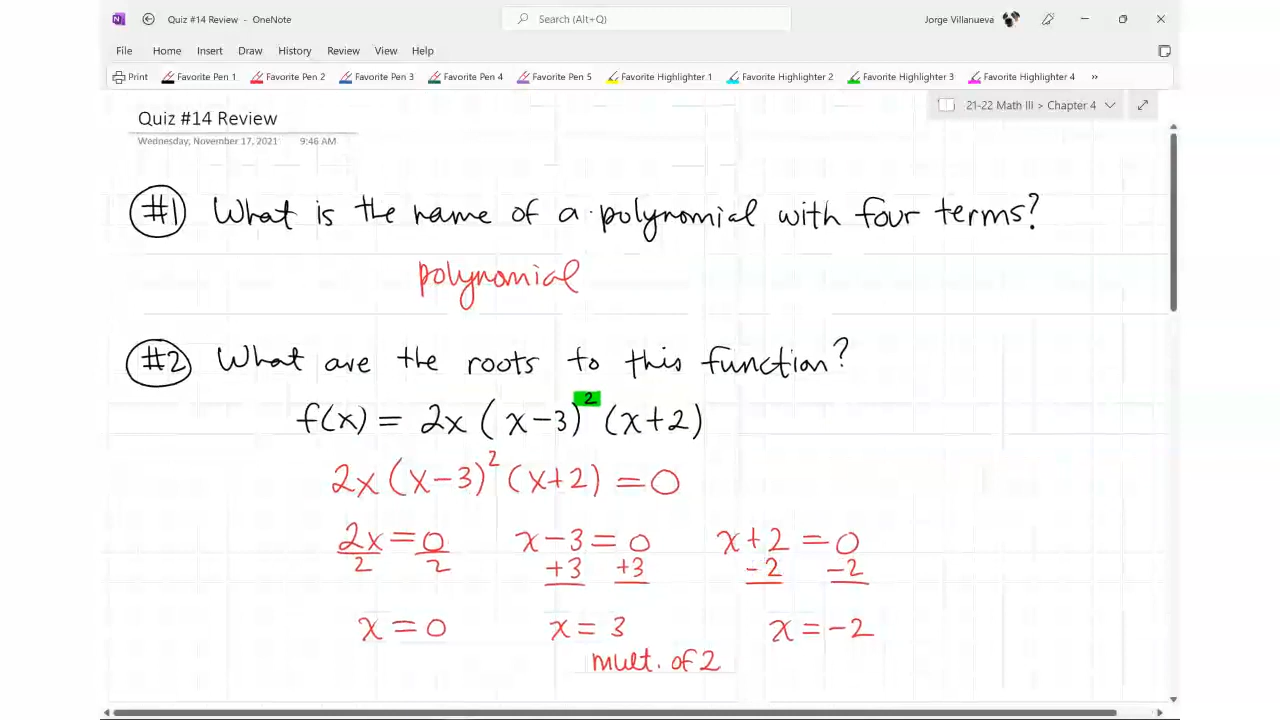 Quiz #14 Review - OneNote
Search (Alt+Q)
Jorge Villanueva
File Home Insert Draw History Review View Help
Print Favorite Pen 1 Favorite Pen 2 Favorite Pen 3 Favorite Pen 4 Favorite Pen 5 Favorite Highlighter 1 Favorite Highlighter 2 Favorite Highlighter 3 Favorite Highlighter 4 »
21-22 Math III > Chapter 4
Quiz #14 Review
Wednesday, November 17, 2021 9:46 AM
#1 What is the name of a polynomial with four terms?
polynomial
#2 What are the roots to this function?
f(x) = 2x (x-3)² (x+2)
2x (x-3)² (x+2) = 0
2x = 0 x-3 = 0 x+2 = 0
2 2 +3 +3 -2 -2
x = 0 x = 3 x = -2
mult. of 2